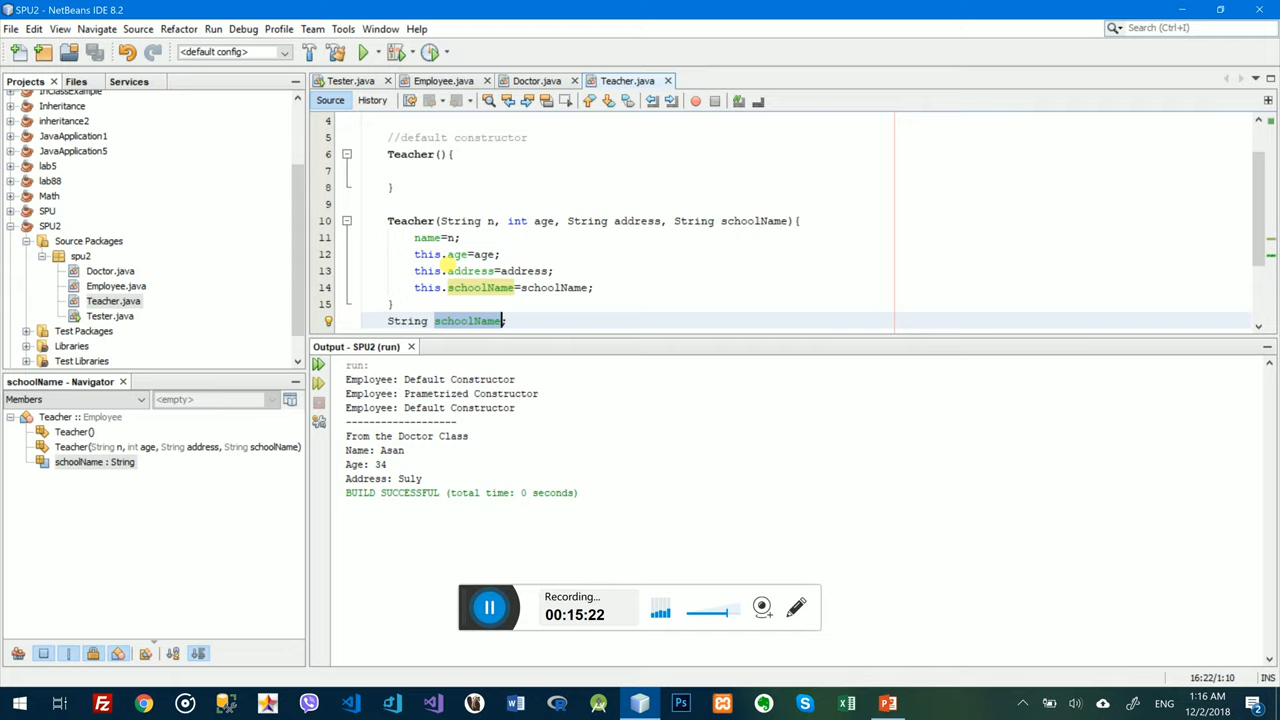 SPU2 - NetBeans IDE 8.2
File Edit View Navigate Source Refactor Run Debug Profile Team Tools Window Help
Search (Ctrl+I)
<default config>
Projects Files Services
InClassExample
Inheritance
inheritance2
JavaApplication1
JavaApplication5
lab5
lab88
Math
SPU
SPU2
Source Packages
spu2
Doctor.java
Employee.java
Teacher.java
Tester.java
Test Packages
Libraries
Test Libraries
schoolName - Navigator
Members <empty>
Teacher :: Employee
Teacher()
Teacher(String n, int age, String address, String schoolName)
schoolName : String
Tester.java Employee.java Doctor.java Teacher.java
Source History
4
5 //default constructor
6 Teacher(){
7
8 }
9
10 Teacher(String n, int age, String address, String schoolName){
11 name=n;
12 this.age=age;
13 this.address=address;
14 this.schoolName=schoolName;
15 }
String schoolName;
Output - SPU2 (run)
run:
Employee: Default Constructor
Employee: Prametrized Constructor
Employee: Default Constructor
-------------------
From the Doctor Class
Name: Asan
Age: 34
Address: Suly
BUILD SUCCESSFUL (total time: 0 seconds)
Recording...
00:15:22
16:22/1:10 INS
ENG 1:16 AM
12/2/2018
2